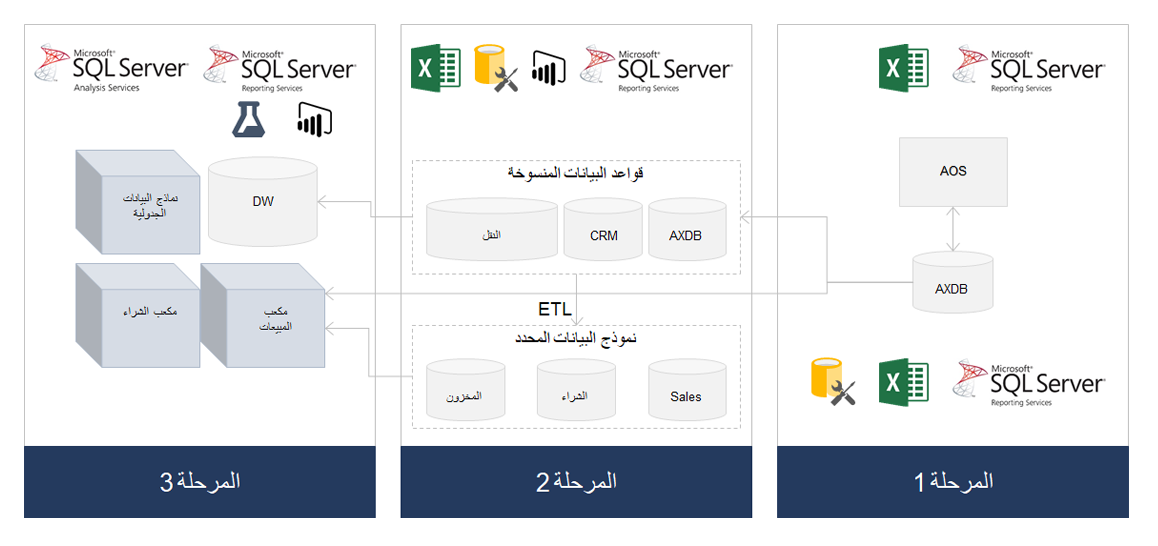 Microsoft®
SQL Server®
Reporting Services
AOS
AXDB
Microsoft®
SQL Server®
Reporting Services
المرحلة 1
Microsoft®
SQL Server®
Reporting Services
قواعد البيانات المنسوخة
AXDB
CRM
النقل
ETL
نموذج البيانات المحدد
Sales
الشراء
المخزون
المرحلة 2
Microsoft®
SQL Server®
Reporting Services
Microsoft®
SQL Server®
Analysis Services
DW
نماذج البيانات
الجدولية
مكعب
المبيعات
مكعب الشراء
المرحلة 3